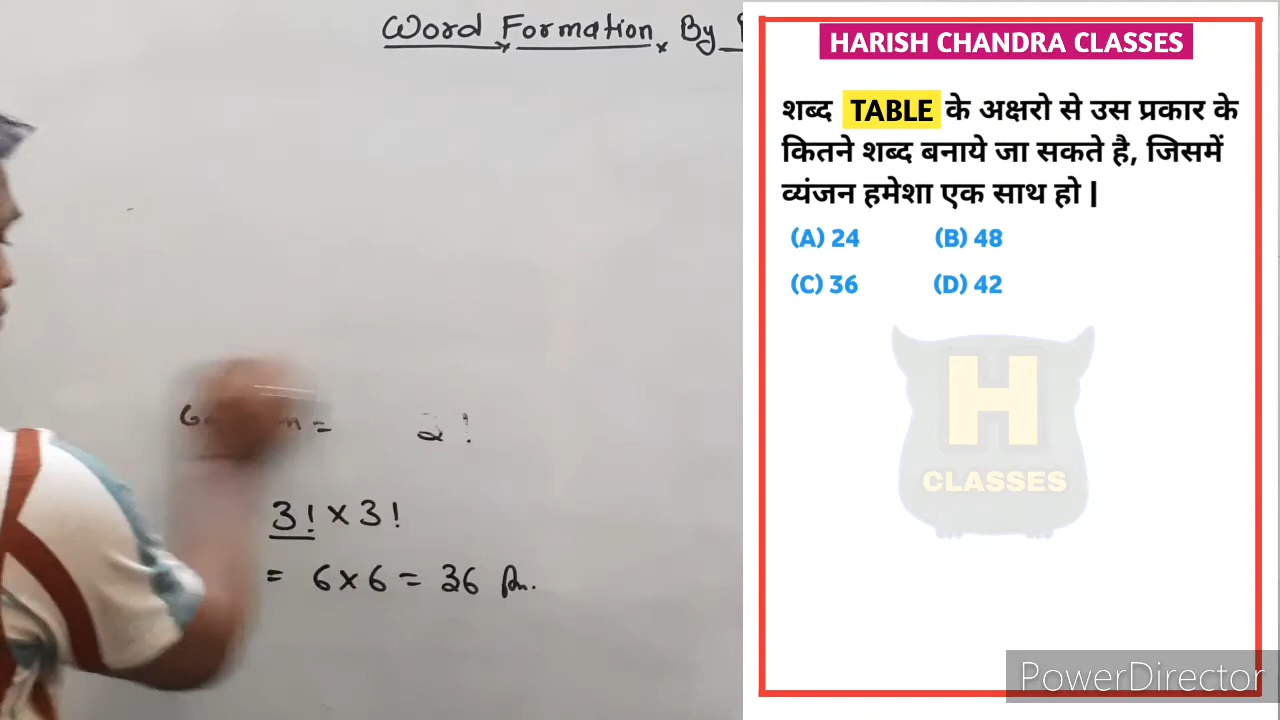 Word Formation By
2!
3! × 3!
= 6 × 6 = 36 An.
HARISH CHANDRA CLASSES
शब्द TABLE के अक्षरो से उस प्रकार के
कितने शब्द बनाये जा सकते है, जिसमें
व्यंजन हमेशा एक साथ हो |
(A) 24 (B) 48
(C) 36 (D) 42
H
CLASSES
PowerDirector